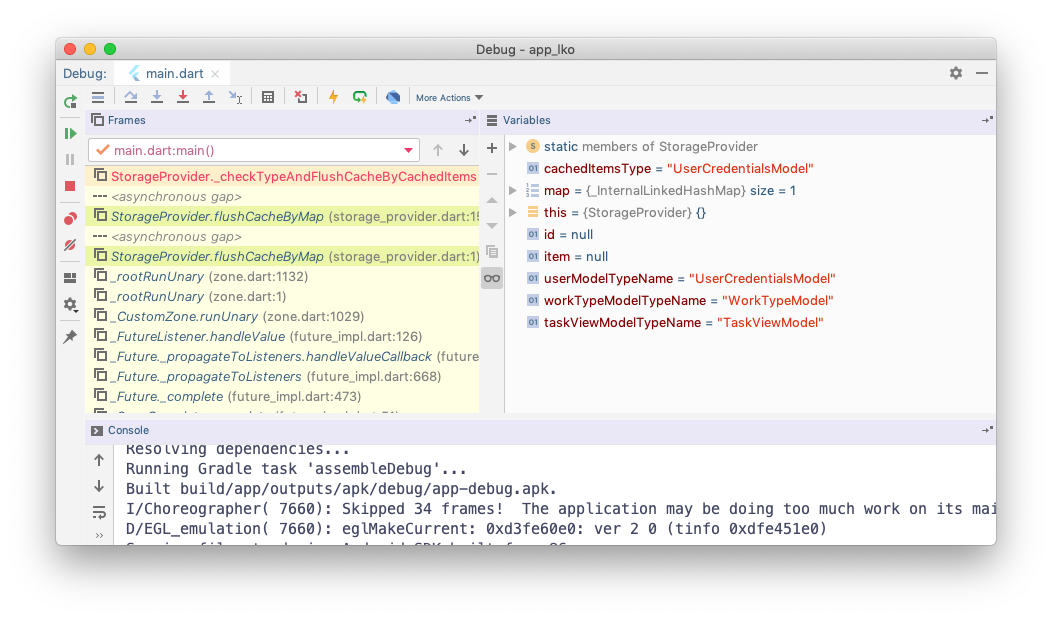 Debug - app_lko
Debug:
main.dart
More Actions
Frames
main.dart:main()
StorageProvider._checkTypeAndFlushCacheByCachedItems
<asynchronous gap>
StorageProvider.flushCacheByMap (storage_provider.dart:15
<asynchronous gap>
StorageProvider.flushCacheByMap (storage_provider.dart:1)
_rootRunUnary (zone.dart:1132)
_rootRunUnary (zone.dart:1)
_CustomZone.runUnary (zone.dart:1029)
_FutureListener.handleValue (future_impl.dart:126)
_Future._propagateToListeners.handleValueCallback (future
_Future._propagateToListeners (future_impl.dart:668)
_Future._complete (future_impl.dart:473)
Variables
static members of StorageProvider
cachedItemsType = "UserCredentialsModel"
map = {_InternalLinkedHashMap} size = 1
this = {StorageProvider} {}
id = null
item = null
userModelTypeName = "UserCredentialsModel"
workTypeModelTypeName = "WorkTypeModel"
taskViewModelTypeName = "TaskViewModel"
Console
Resolving dependencies...
Running Gradle task 'assembleDebug'...
Built build/app/outputs/apk/debug/app-debug.apk.
I/Choreographer( 7660): Skipped 34 frames!  The application may be doing too much work on its mai
D/EGL_emulation( 7660): eglMakeCurrent: 0xd3fe60e0: ver 2 0 (tinfo 0xdfe451e0)